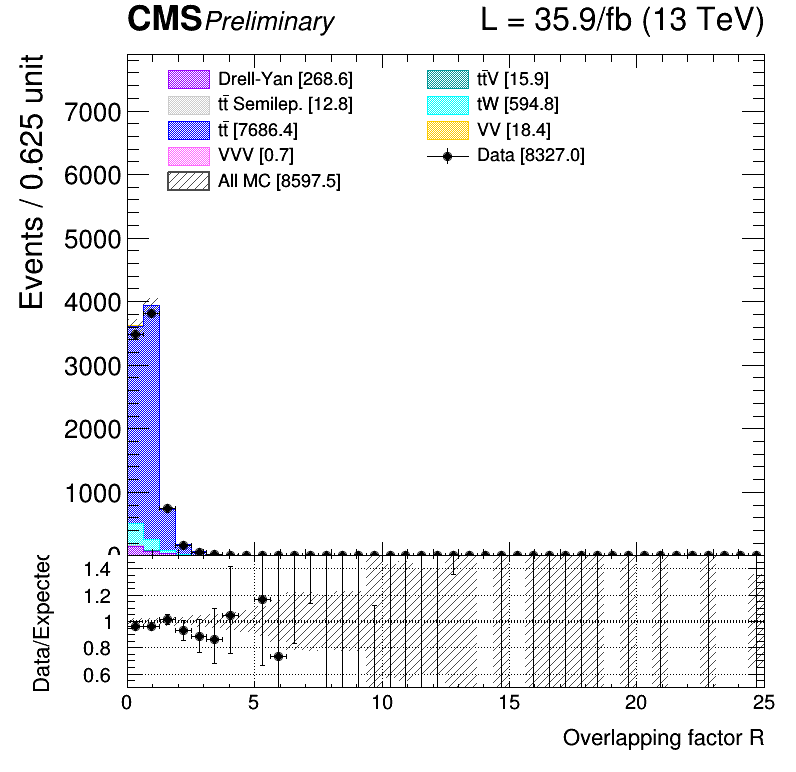 CMS Preliminary L = 35.9/fb (13 TeV)
Events / 0.625 unit
Drell-Yan [268.6]
tt̄ Semilep. [12.8]
tt̄ [7686.4]
VVV [0.7]
All MC [8597.5]
tt̄V [15.9]
tW [594.8]
VV [18.4]
Data [8327.0]
7000
6000
5000
4000
3000
2000
1000
0
Data/Expected
1.4
1.2
1
0.8
0.6
0 5 10 15 20 25
Overlapping factor R